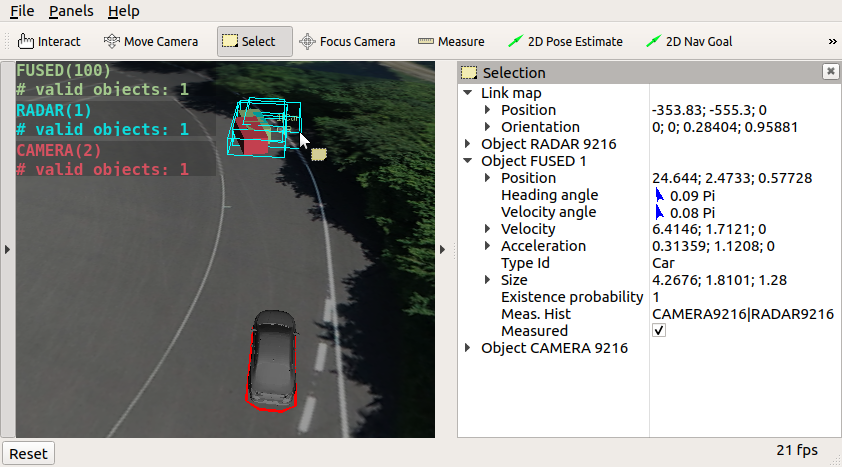 File Panels Help
Interact Move Camera Select Focus Camera Measure 2D Pose Estimate 2D Nav Goal »
FUSED(100)
# valid objects: 1
RADAR(1)
# valid objects: 1
CAMERA(2)
# valid objects: 1
Selection
Link map
Position -353.83; -555.3; 0
Orientation 0; 0; 0.28404; 0.95881
Object RADAR 9216
Object FUSED 1
Position 24.644; 2.4733; 0.57728
Heading angle 0.09 Pi
Velocity angle 0.08 Pi
Velocity 6.4146; 1.7121; 0
Acceleration 0.31359; 1.1208; 0
Type Id Car
Size 4.2676; 1.8101; 1.28
Existence probability 1
Meas. Hist CAMERA9216|RADAR9216
Measured
Object CAMERA 9216
Reset 21 fps